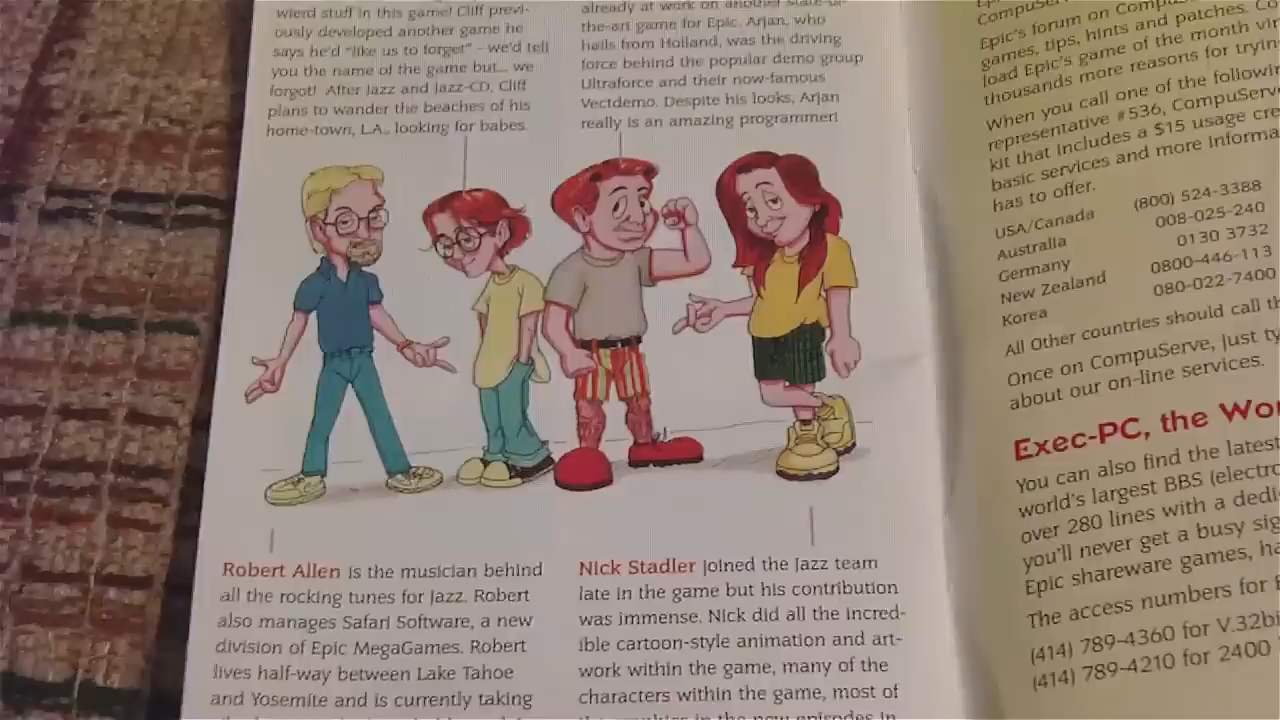 wierd stuff in this game! Cliff previ-
ously developed another game he
says he'd "like us to forget" - we'd tell
you the name of the game but... we
forgot! After Jazz and Jazz-CD, Cliff
plans to wander the beaches of his
home-town, L.A., looking for babes.
already at work on another state-of-
the-art game for Epic. Arjan, who
hails from Holland, was the driving
force behind the popular demo group
Ultraforce and their now-famous
Vectdemo. Despite his looks, Arjan
really is an amazing programmer!
Robert Allen is the musician behind
all the rocking tunes for Jazz. Robert
also manages Safari Software, a new
division of Epic MegaGames. Robert
lives half-way between Lake Tahoe
and Yosemite and is currently taking
Nick Stadler joined the Jazz team
late in the game but his contribution
was immense. Nick did all the incred-
ible cartoon-style animation and art-
work within the game, many of the
characters within the game, most of
in the new episodes in
Epic's forum on
games, tips, hints and patches.
load Epic's game of the month
thousands more reasons for
When you call one of the
representative #536,
kit that includes a $15 usage
basic services and more
has to offer.
USA/Canada (800) 524-3388
Australia 008-025-240
Germany 0130 3732
New Zealand 0800-446-113
Korea 080-022-7400
All Other countries should call
Once on CompuServe, just
about our on-line services.
Exec-PC, the
You can also find the
world's largest BBS
over 280 lines with a
you'll never get a busy
Epic shareware games,
The access numbers for
(414) 789-4360 for
(414) 789-4210 for 2400